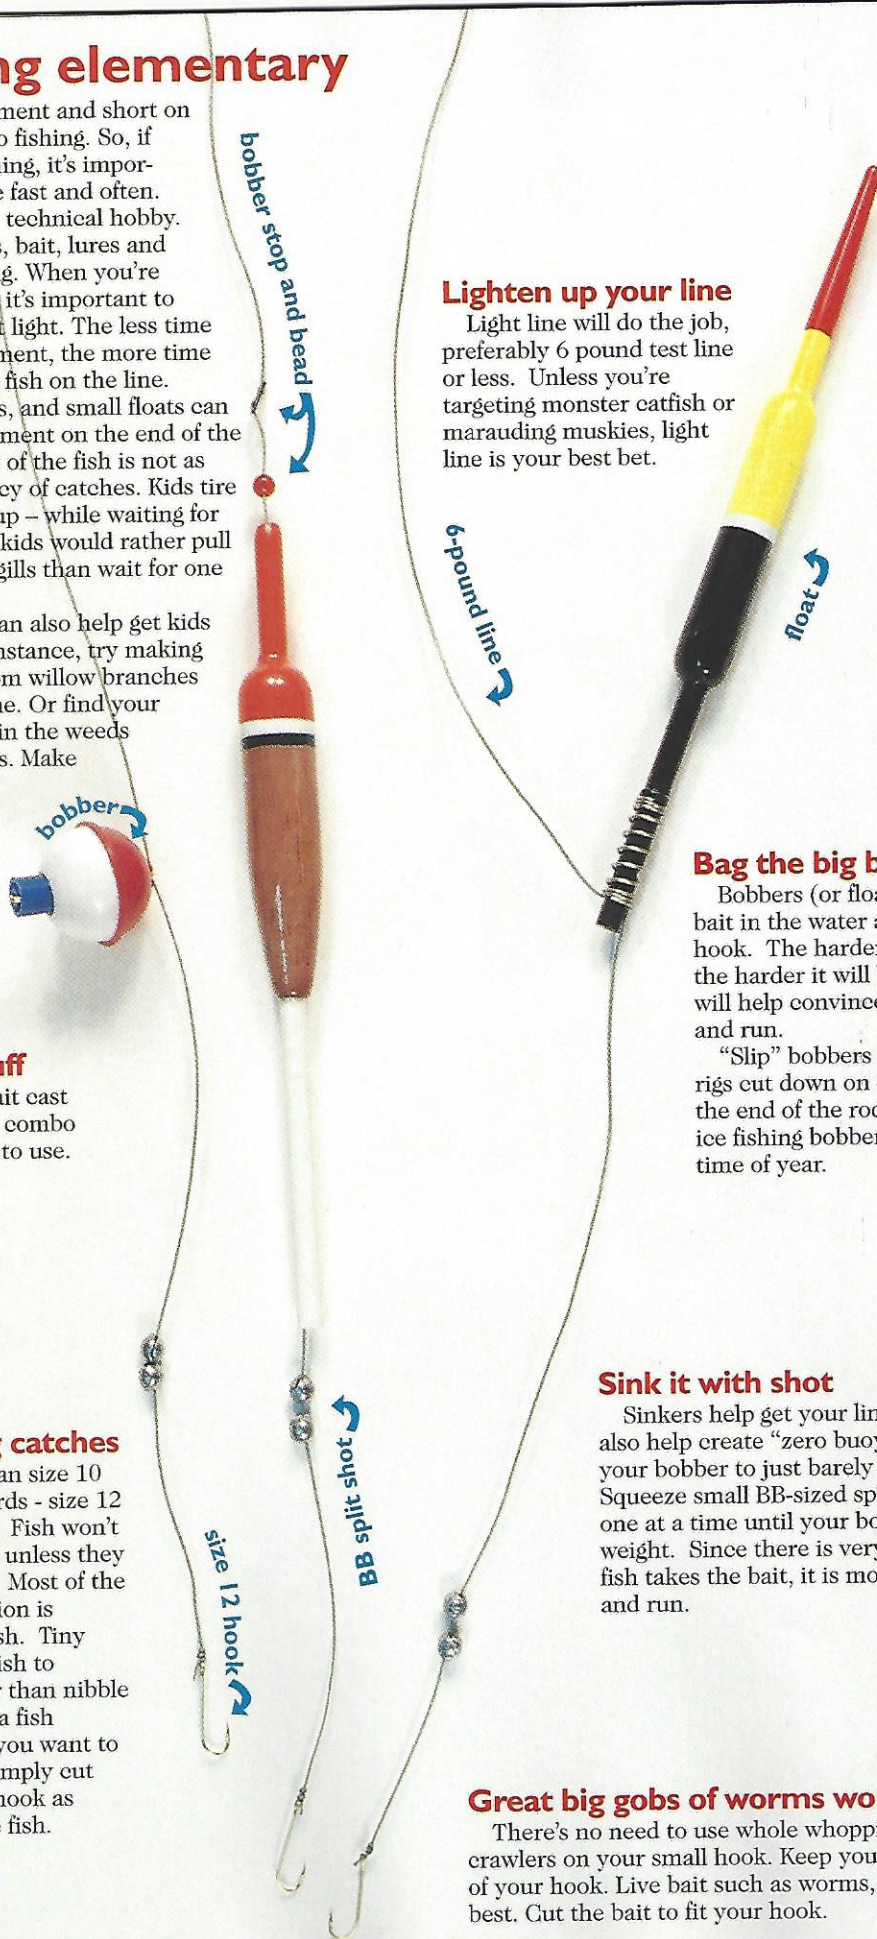 ng elementary
ment and short on
o fishing. So, if
ing, it's impor-
e fast and often.
technical hobby.
s, bait, lures and
g. When you're
it's important to
t light. The less time
ment, the more time
fish on the line.
s, and small floats can
ment on the end of the
of the fish is not as
cy of catches. Kids tire
up – while waiting for
kids would rather pull
gills than wait for one
an also help get kids
nstance, try making
m willow branches
ne. Or find your
in the weeds
s. Make
bobber
bobber stop and bead
Lighten up your line
Light line will do the job,
preferably 6 pound test line
or less. Unless you're
targeting monster catfish or
marauding muskies, light
line is your best bet.
6-pound line
float
Bag the big b
Bobbers (or floa
bait in the water a
hook. The harder
the harder it will
will help convince
and run.
"Slip" bobbers
rigs cut down on
the end of the rod
ice fishing bobber
time of year.
uff
it cast
combo
to use.
g catches
an size 10
rds - size 12
Fish won't
unless they
Most of the
ion is
sh. Tiny
ish to
r than nibble
a fish
you want to
mply cut
hook as
fish.
size 12 hook
BB split shot
Sink it with shot
Sinkers help get your lin
also help create "zero buoy
your bobber to just barely
Squeeze small BB-sized sp
one at a time until your bo
weight. Since there is very
fish takes the bait, it is mo
and run.
Great big gobs of worms wo
There's no need to use whole whoppi
crawlers on your small hook. Keep you
of your hook. Live bait such as worms,
best. Cut the bait to fit your hook.